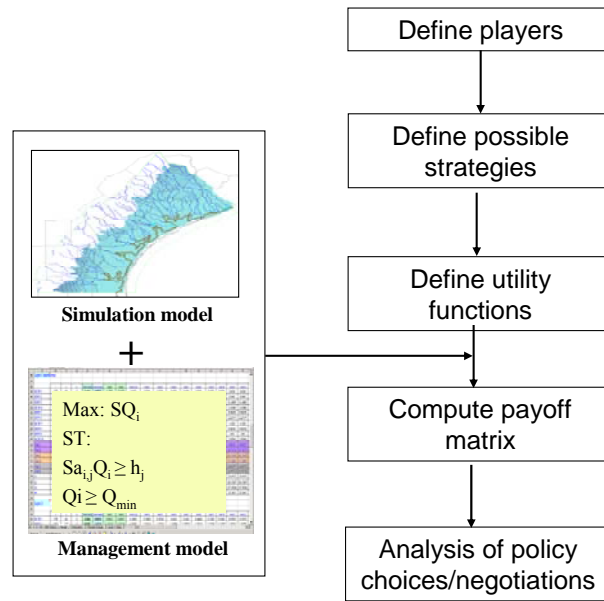 Define players
Define possible
strategies
Define utility
functions
Compute payoff
matrix
Analysis of policy
choices/negotiations
Simulation model
+
Max: SQi
ST:
Sai,jQi ≥ hj
Qi ≥ Qmin
Management model